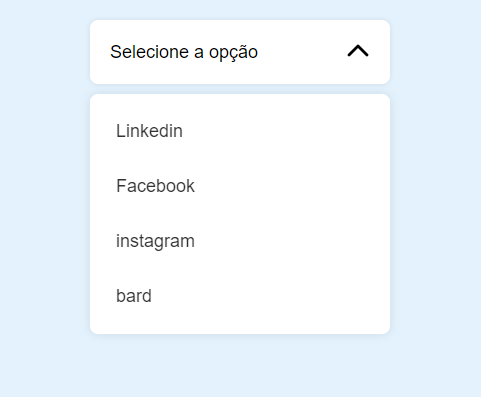 Selecione a opção
Linkedin
Facebook
instagram
bard